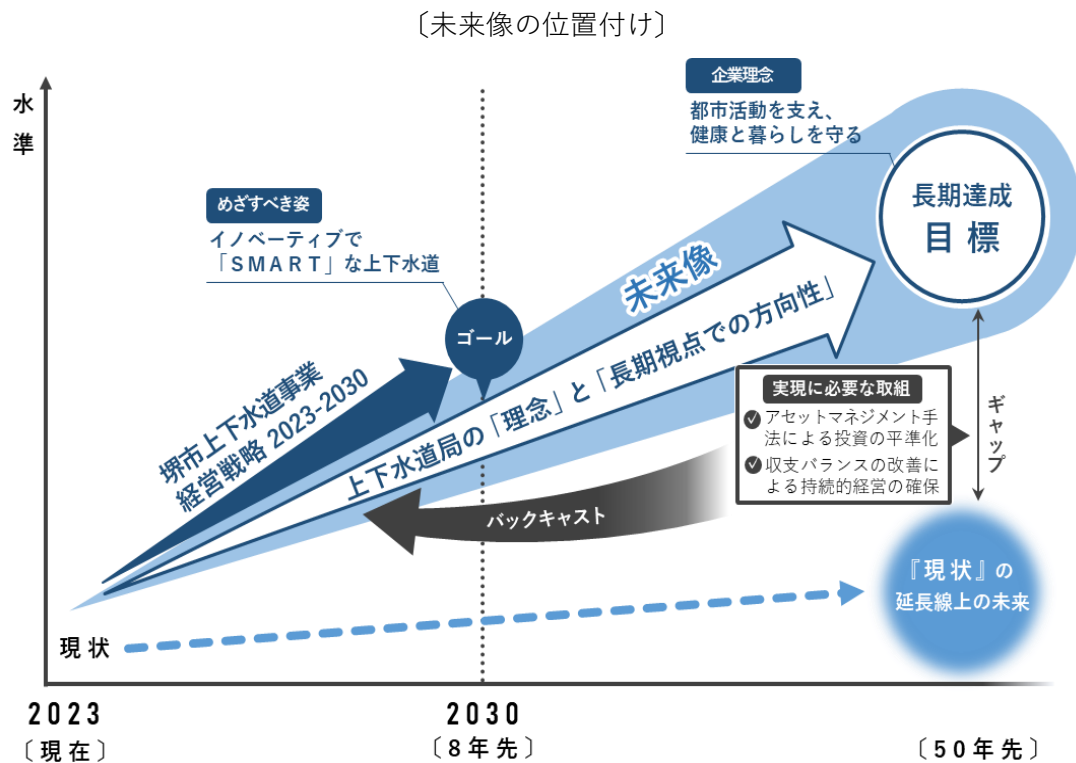 〔未来像の位置付け〕
水
準
企業理念
都市活動を支え、
健康と暮らしを守る
長期達成
目標
めざすべき姿
イノベーティブで
「SMART」な上下水道
未来像
ゴール
堺市上下水道事業
経営戦略 2023-2030
上下水道局の「理念」と「長期視点での方向性」
実現に必要な取組
アセットマネジメント手
法による投資の平準化
収支バランスの改善によ
る持続的経営の確保
ギャップ
バックキャスト
『現状』の
延長線上の未来
現状
2023
〔現在〕
2030
〔8年先〕
〔50年先〕